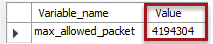 Variable_name Value
max_allowed_packet 4194304